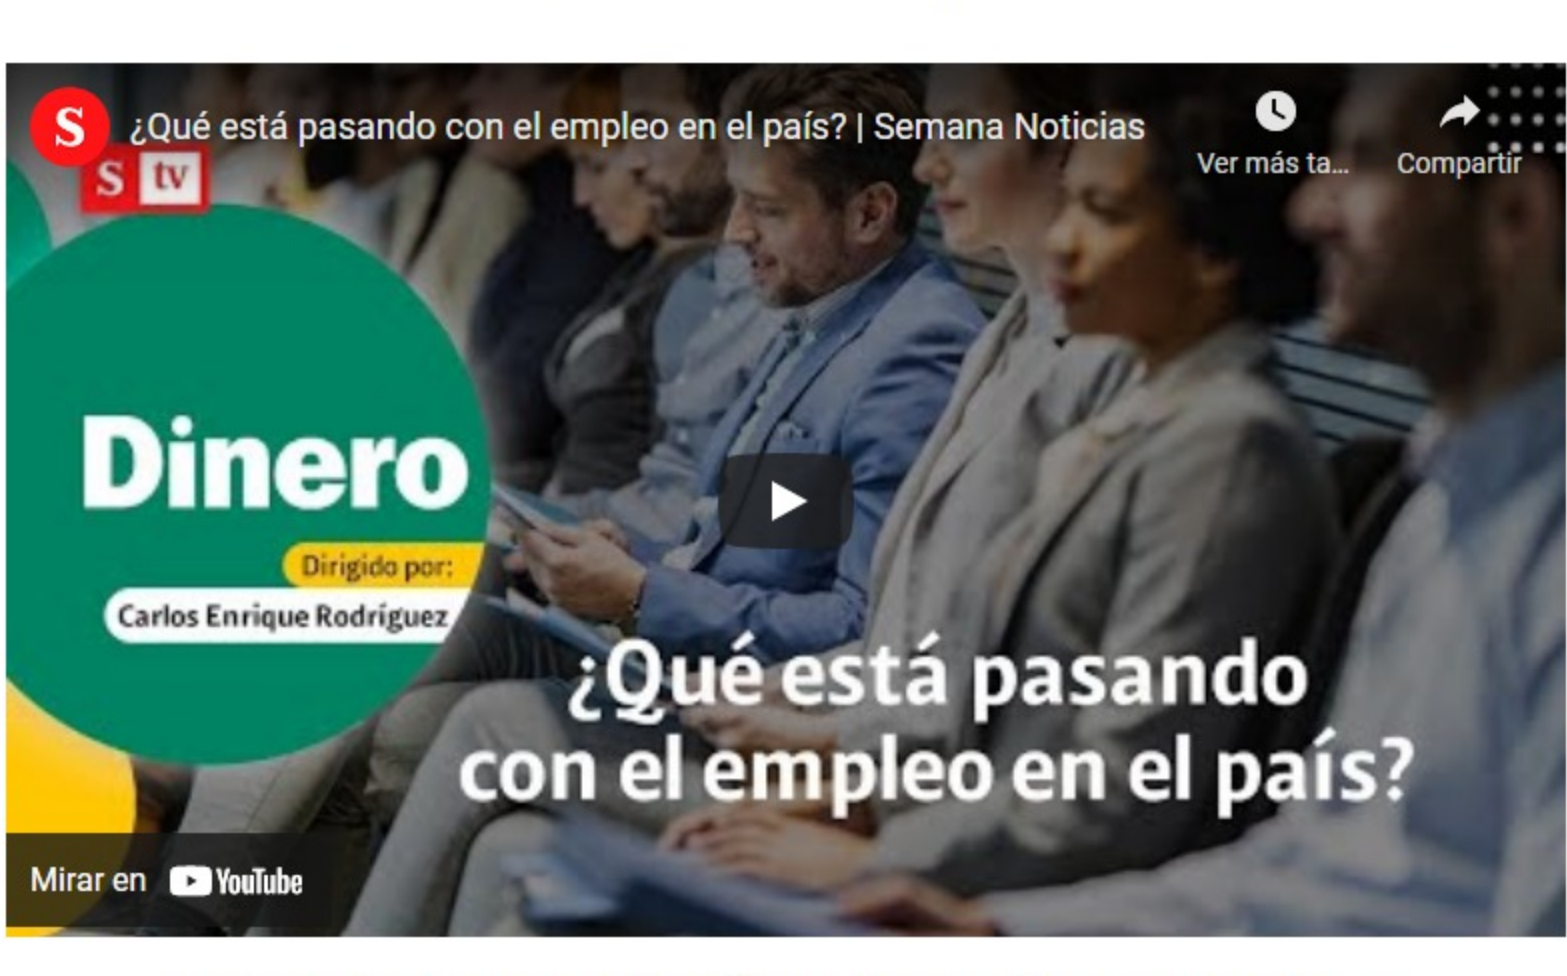 S
¿Qué está pasando con el empleo en el país? | Semana Noticias
Ver más ta...
Compartir
S tv
Dinero
Dirigido por:
Carlos Enrique Rodríguez
¿Qué está pasando
con el empleo en el país?
Mirar en YouTube